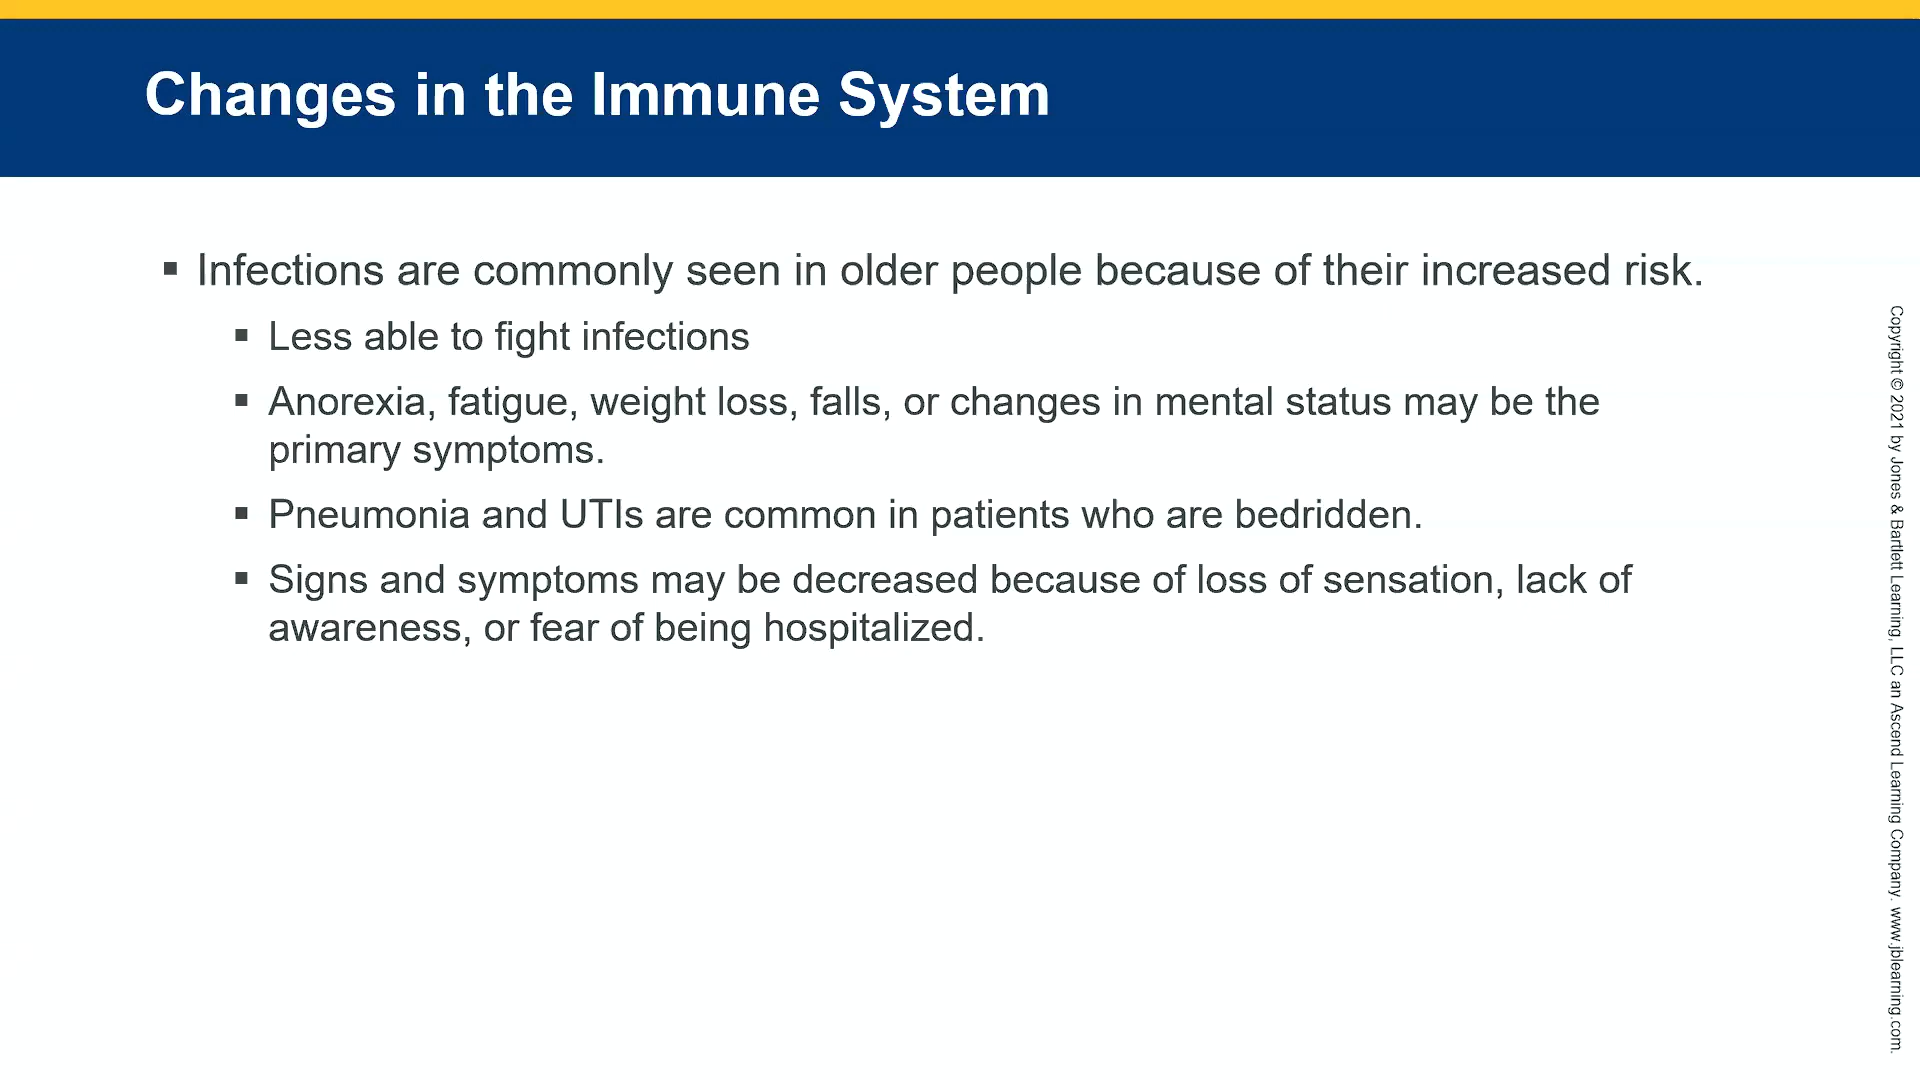 Changes in the Immune System
▪ Infections are commonly seen in older people because of their increased risk.
▪ Less able to fight infections
▪ Anorexia, fatigue, weight loss, falls, or changes in mental status may be the
primary symptoms.
▪ Pneumonia and UTIs are common in patients who are bedridden.
▪ Signs and symptoms may be decreased because of loss of sensation, lack of
awareness, or fear of being hospitalized.
Copyright © 2021 by Jones & Bartlett Learning, LLC an Ascend Learning Company. www.jblearning.com.